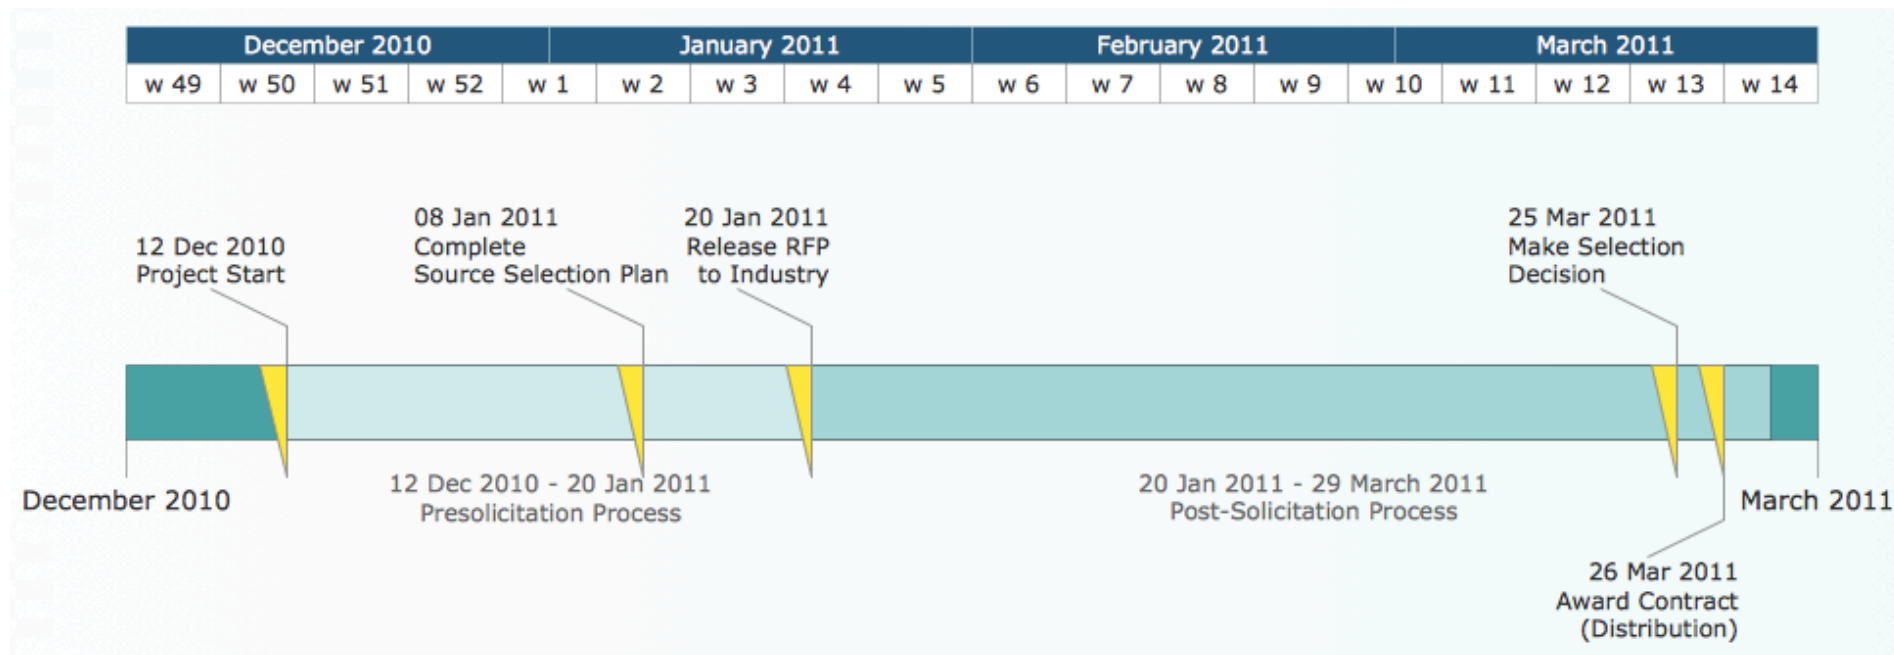 December 2010
January 2011
February 2011
March 2011
w 49
w 50
w 51
w 52
w 1
w 2
w 3
w 4
w 5
w 6
w 7
w 8
w 9
w 10
w 11
w 12
w 13
w 14
12 Dec 2010
Project Start
08 Jan 2011
Complete
Source Selection Plan
20 Jan 2011
Release RFP
to Industry
25 Mar 2011
Make Selection
Decision
December 2010
12 Dec 2010 - 20 Jan 2011
Presolicitation Process
20 Jan 2011 - 29 March 2011
Post-Solicitation Process
March 2011
26 Mar 2011
Award Contract
(Distribution)